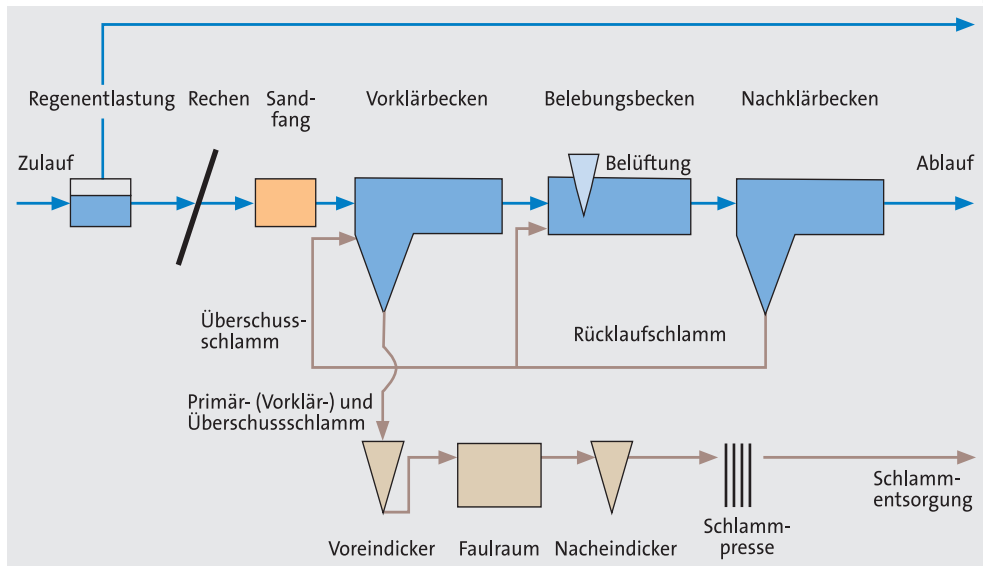 Regenentlastung
Rechen
Sand-
fang
Vorklärbecken
Belebungsbecken
Nachklärbecken
Zulauf
Belüftung
Ablauf
Überschuss-
schlamm
Rücklaufschlamm
Primär- (Vorklär-) und
Überschussschlamm
Schlamm-
entsorgung
Voreindicker
Faulraum
Nacheindicker
Schlamm-
presse